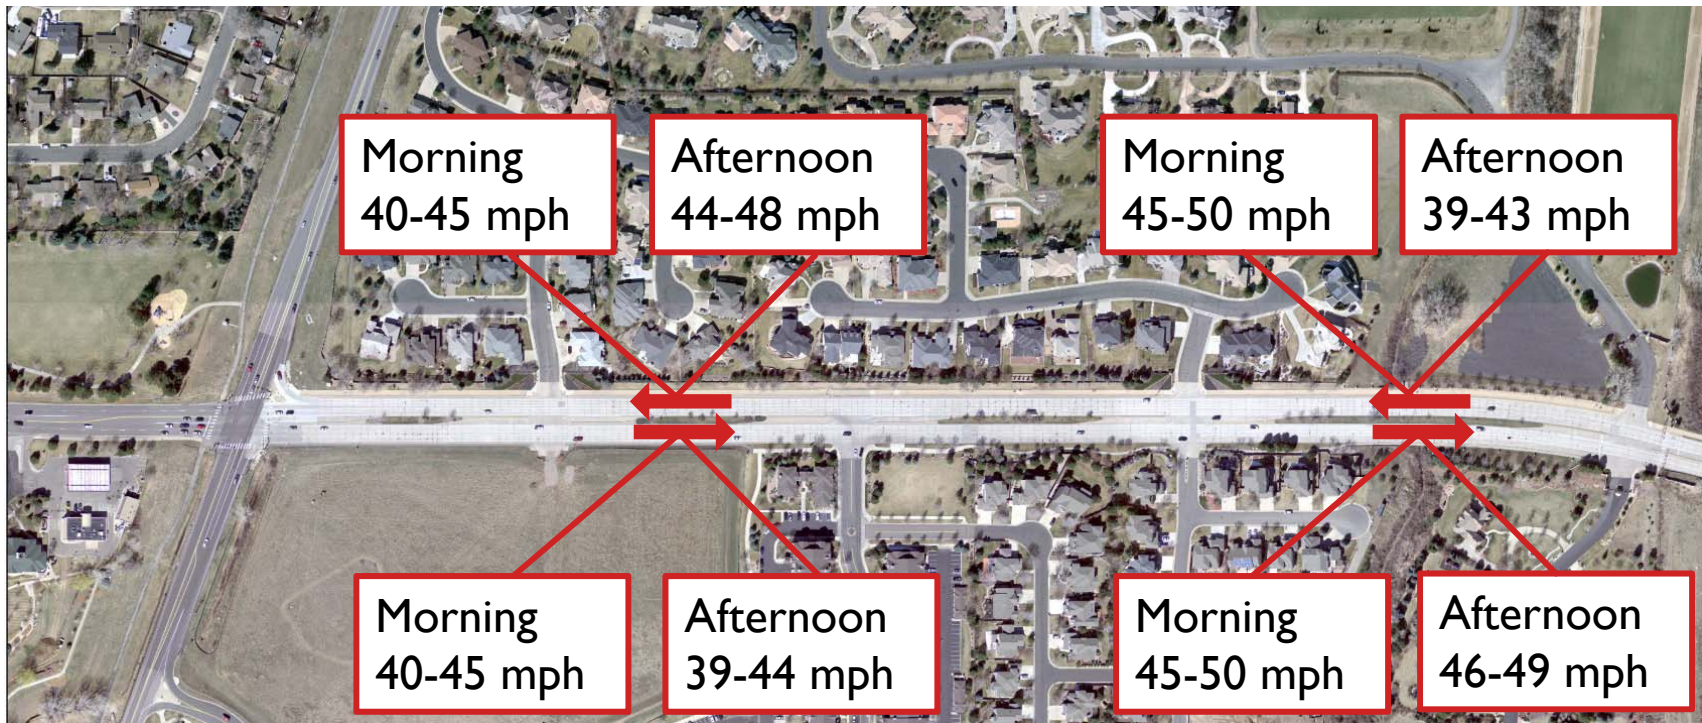 Morning
40-45 mph
Afternoon
44-48 mph
Morning
45-50 mph
Afternoon
39-43 mph
Morning
40-45 mph
Afternoon
39-44 mph
Morning
45-50 mph
Afternoon
46-49 mph